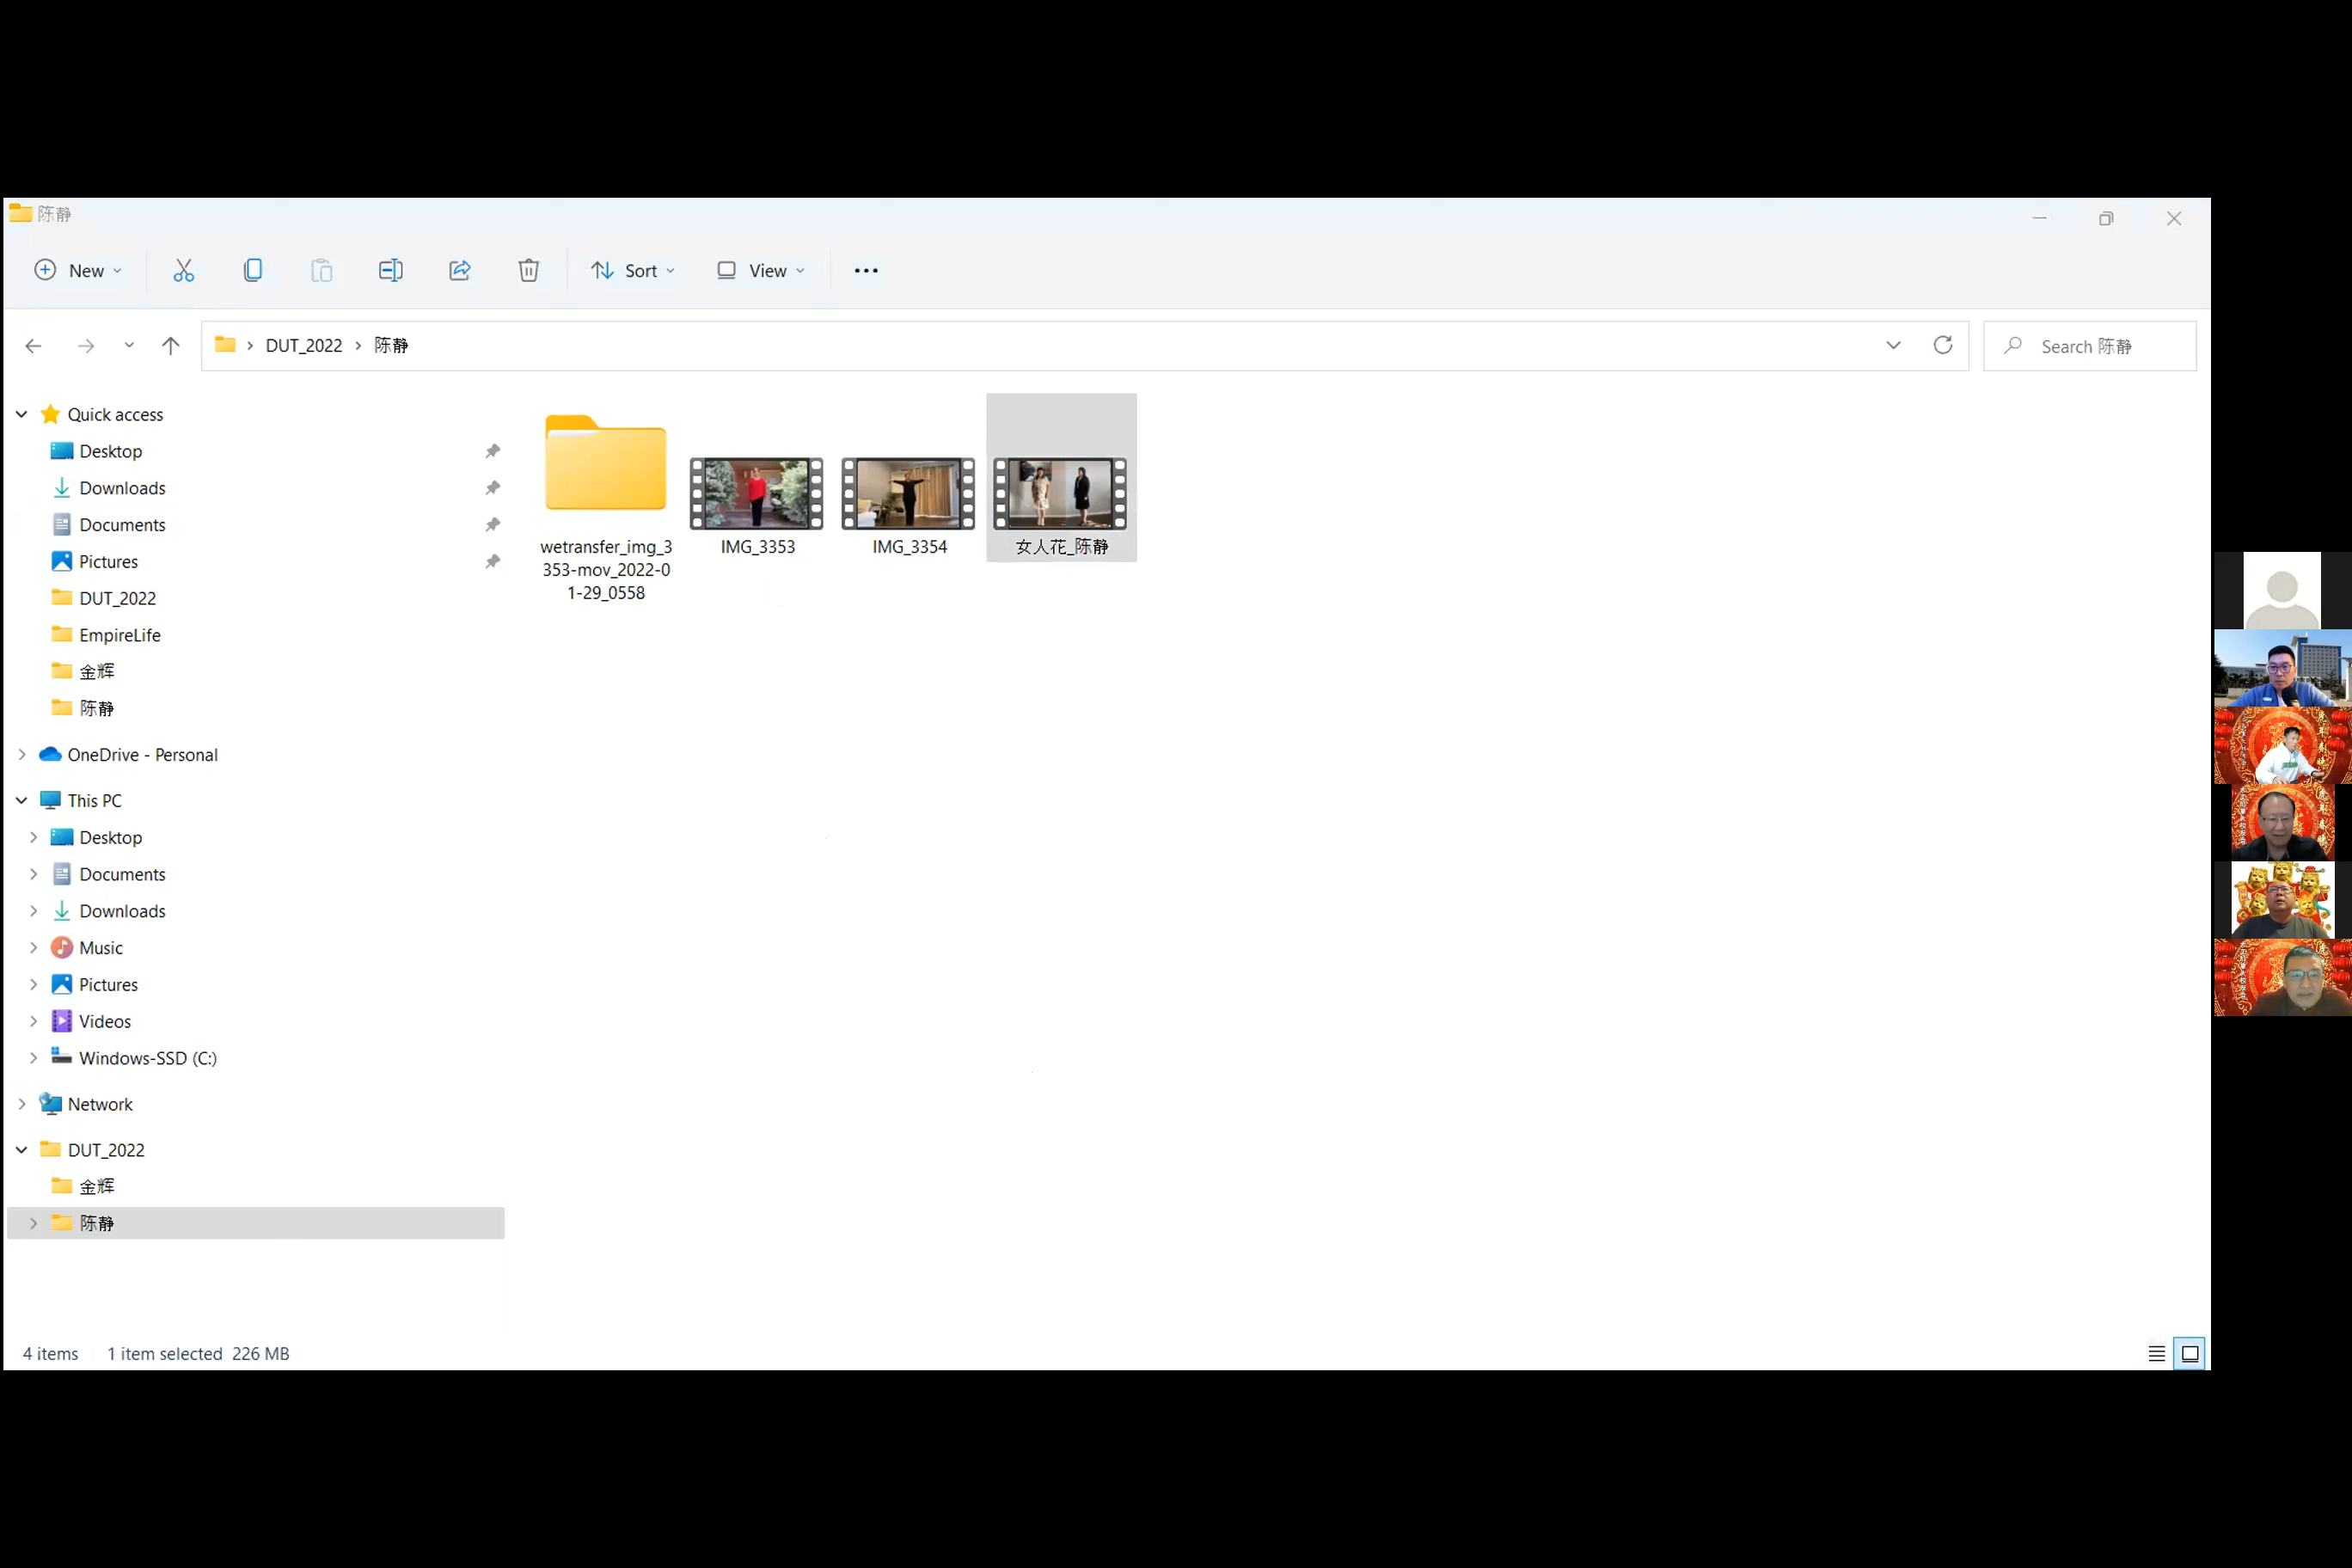 陈静
New
Sort
View
DUT_2022
陈静
Search 陈静
Quick access
Desktop
Downloads
Documents
Pictures
DUT_2022
EmpireLife
金辉
陈静
OneDrive - Personal
This PC
Desktop
Documents
Downloads
Music
Pictures
Videos
Windows-SSD (C:)
Network
DUT_2022
金辉
陈静
wetransfer_img_3
353-mov_2022-0
1-29_0558
IMG_3353
IMG_3354
女人花_陈静
4 items
1 item selected 226 MB